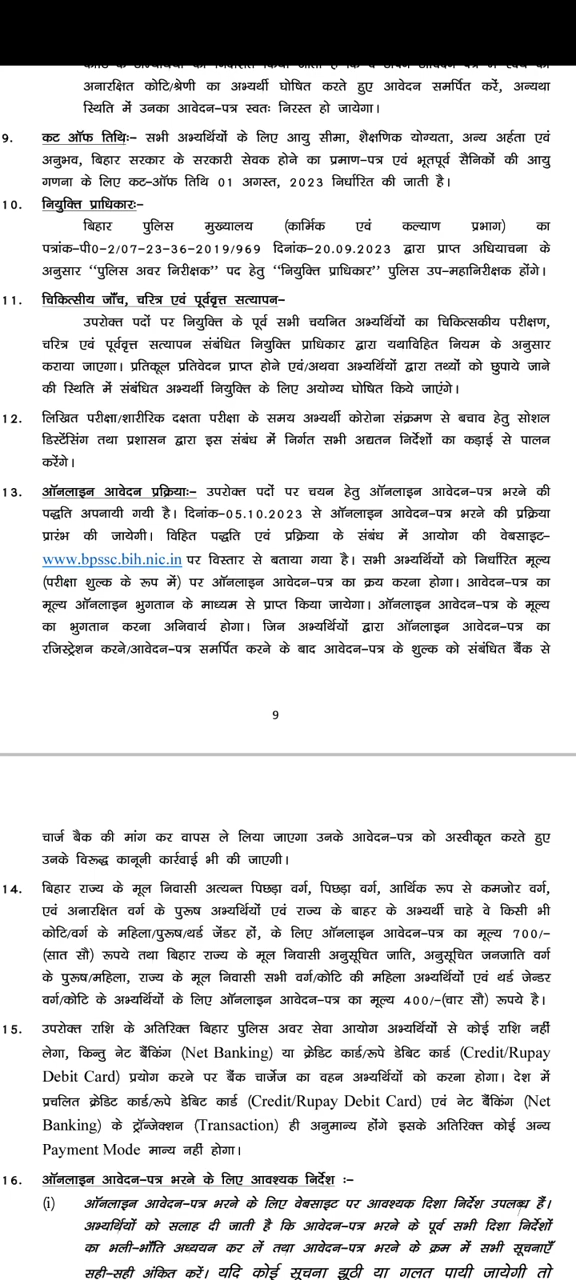 अनारक्षित कोटि/श्रेणी का अभ्यर्थी घोषित करते हुए आवेदन समर्पित करें, अन्यथा
स्थिति में उनका आवेदन-पत्र स्वतः निरस्त हो जायेगा।
9. कट ऑफ तिथिः- सभी अभ्यर्थियों के लिए आयु सीमा, शैक्षणिक योग्यता, अन्य अर्हता एवं
अनुभव, बिहार सरकार के सरकारी सेवक होने का प्रमाण-पत्र एवं भूतपूर्व सैनिकों की आयु
गणना के लिए कट-ऑफ तिथि 01 अगस्त, 2023 निर्धारित की जाती है।
10. नियुक्ति प्राधिकारः-
बिहार पुलिस मुख्यालय (कार्मिक एवं कल्याण प्रभाग) का
पत्रांक-पी0-2/07-23-36-2019/969 दिनांक-20.09.2023 द्वारा प्राप्त अधियाचना के
अनुसार ‘‘पुलिस अवर निरीक्षक’’ पद हेतु ‘‘नियुक्ति प्राधिकार’’ पुलिस उप-महानिरीक्षक होंगे।
11. चिकित्सीय जाँच, चरित्र एवं पूर्ववृत्त सत्यापन-
उपरोक्त पदों पर नियुक्ति के पूर्व सभी चयनित अभ्यर्थियों का चिकित्सकीय परीक्षण,
चरित्र एवं पूर्ववृत्त सत्यापन संबंधित नियुक्ति प्राधिकार द्वारा यथाविहित नियम के अनुसार
कराया जाएगा। प्रतिकूल प्रतिवेदन प्राप्त होने एवं/अथवा अभ्यर्थियों द्वारा तथ्यों को छुपाये जाने
की स्थिति में संबंधित अभ्यर्थी नियुक्ति के लिए अयोग्य घोषित किये जाएंगे।
12. लिखित परीक्षा/शारीरिक दक्षता परीक्षा के समय अभ्यर्थी कोरोना संक्रमण से बचाव हेतु सोशल
डिस्टेंसिंग तथा प्रशासन द्वारा इस संबंध में निर्गत सभी अद्यतन निर्देशों का कड़ाई से पालन
करेंगे।
13. ऑनलाइन आवेदन प्रक्रियाः- उपरोक्त पदों पर चयन हेतु ऑनलाइन आवेदन-पत्र भरने की
पद्धति अपनायी गयी है। दिनांक-05.10.2023 से ऑनलाइन आवेदन-पत्र भरने की प्रक्रिया
प्रारंभ की जायेगी। विहित पद्धति एवं प्रक्रिया के संबंध में आयोग की वेबसाइट-
www.bpssc.bih.nic.in पर विस्तार से बताया गया है। सभी अभ्यर्थियों को निर्धारित मूल्य
(परीक्षा शुल्क के रूप में) पर ऑनलाइन आवेदन-पत्र का क्रय करना होगा। आवेदन-पत्र का
मूल्य ऑनलाइन भुगतान के माध्यम से प्राप्त किया जायेगा। ऑनलाइन आवेदन-पत्र के मूल्य
का भुगतान करना अनिवार्य होगा। जिन अभ्यर्थियों द्वारा ऑनलाइन आवेदन-पत्र का
रजिस्ट्रेशन करने/आवेदन-पत्र समर्पित करने के बाद आवेदन-पत्र के शुल्क को संबंधित बैंक से
9
चार्ज बैक की मांग कर वापस ले लिया जाएगा उनके आवेदन-पत्र को अस्वीकृत करते हुए
उनके विरूद्ध कानूनी कार्रवाई भी की जाएगी।
14. बिहार राज्य के मूल निवासी अत्यन्त पिछड़ा वर्ग, पिछड़ा वर्ग, आर्थिक रूप से कमजोर वर्ग,
एवं अनारक्षित वर्ग के पुरूष अभ्यर्थियों एवं राज्य के बाहर के अभ्यर्थी चाहे वे किसी भी
कोटि/वर्ग के महिला/पुरूष/थर्ड जेंडर हों, के लिए ऑनलाइन आवेदन-पत्र का मूल्य 700/-
(सात सौ) रूपये तथा बिहार राज्य के मूल निवासी अनुसूचित जाति, अनुसूचित जनजाति वर्ग
के पुरूष/महिला, राज्य के मूल निवासी सभी वर्ग/कोटि की महिला अभ्यर्थियों एवं थर्ड जेन्डर
वर्ग/कोटि के अभ्यर्थियों के लिए ऑनलाइन आवेदन-पत्र का मूल्य 400/-(चार सौ) रूपये है।
15. उपरोक्त राशि के अतिरिक्त बिहार पुलिस अवर सेवा आयोग अभ्यर्थियों से कोई राशि नहीं
लेगा, किन्तु नेट बैंकिंग (Net Banking) या क्रेडिट कार्ड/रूपे डेबिट कार्ड (Credit/Rupay
Debit Card) प्रयोग करने पर बैंक चार्जेज का वहन अभ्यर्थियों को करना होगा। देश में
प्रचलित क्रेडिट कार्ड/रूपे डेबिट कार्ड (Credit/Rupay Debit Card) एवं नेट बैंकिंग (Net
Banking) के ट्रॉन्जेक्शन (Transaction) ही अनुमान्य होंगे इसके अतिरिक्त कोई अन्य
Payment Mode मान्य नहीं होगा।
16. ऑनलाइन आवेदन-पत्र भरने के लिए आवश्यक निर्देश :-
(i) ऑनलाइन आवेदन-पत्र भरने के लिए वेबसाइट पर आवश्यक दिशा निर्देश उपलब्ध हैं।
अभ्यर्थियों को सलाह दी जाती है कि आवेदन-पत्र भरने के पूर्व सभी दिशा निर्देशों
का भली-भाँति अध्ययन कर लें तथा आवेदन-पत्र भरने के क्रम में सभी सूचनाएँ
सही-सही अंकित करें। यदि कोई सूचना झूठी या गलत पायी जायेगी तो